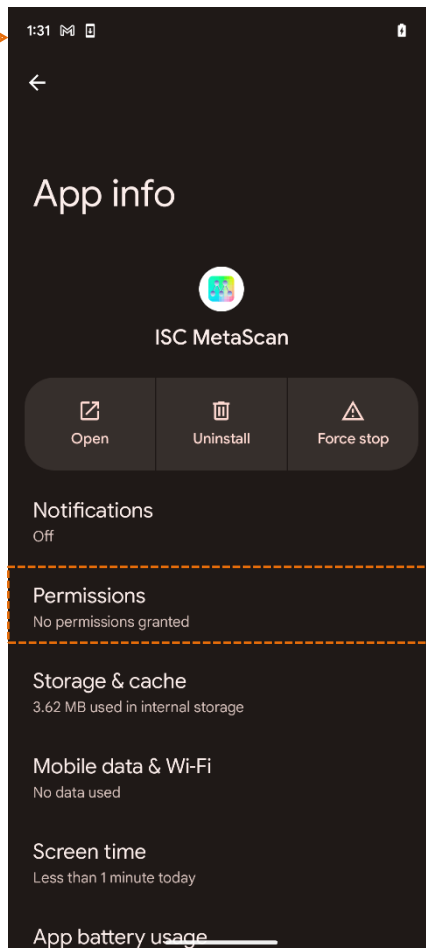 1:31
App info
ISC MetaScan
Open
Uninstall
Force stop
Notifications
Off
Permissions
No permissions granted
Storage & cache
3.62 MB used in internal storage
Mobile data & Wi-Fi
No data used
Screen time
Less than 1 minute today
App battery usage